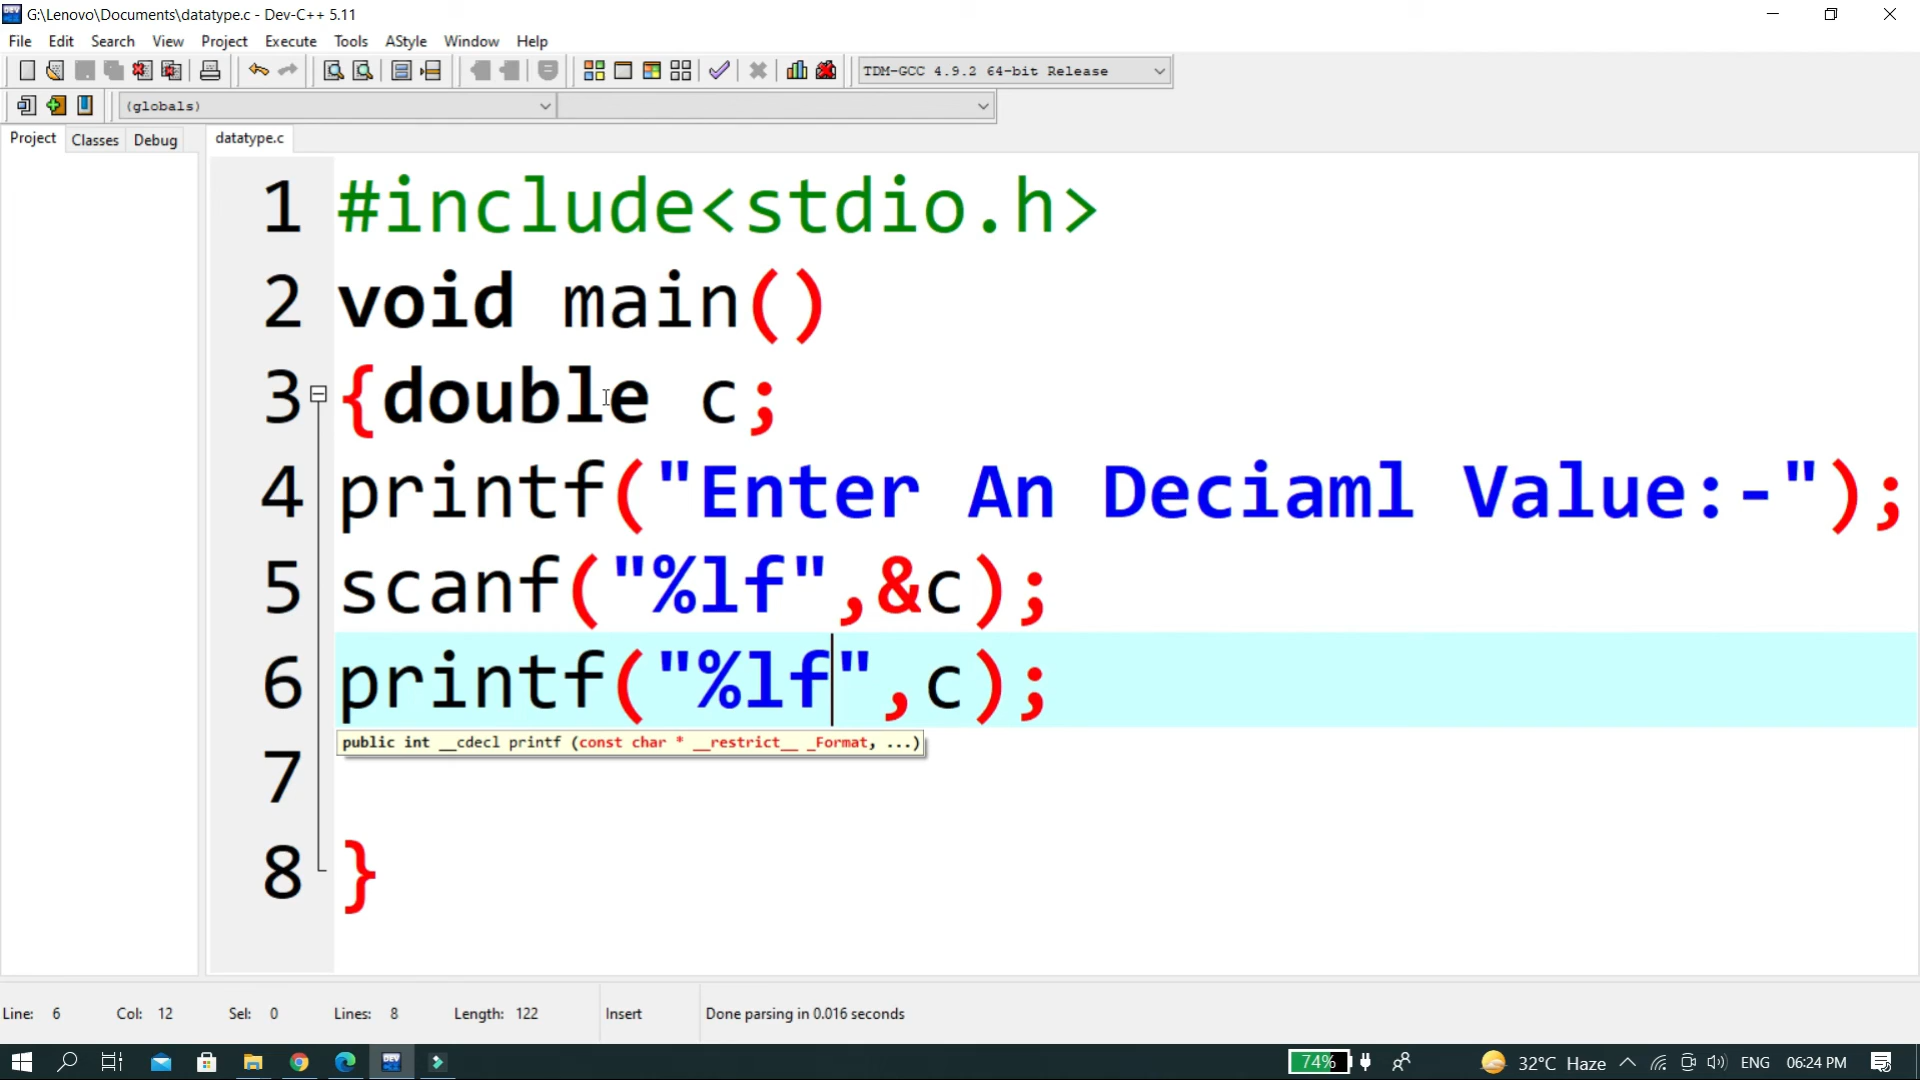 G:\Lenovo\Documents\datatype.c - Dev-C++ 5.11
File Edit Search View Project Execute Tools AStyle Window Help
TDM-GCC 4.9.2 64-bit Release
(globals)
Project Classes Debug datatype.c
1 #include<stdio.h>
2 void main()
3 {double c;
4 printf("Enter An Deciaml Value:-");
5 scanf("%lf",&c);
6 printf("%lf",c);
public int __cdecl printf (const char * __restrict__ _Format, ...)
7
8 }
Line: 6 Col: 12 Sel: 0 Lines: 8 Length: 122 Insert Done parsing in 0.016 seconds
DEV 74% 32°C Haze ENG 06:24 PM